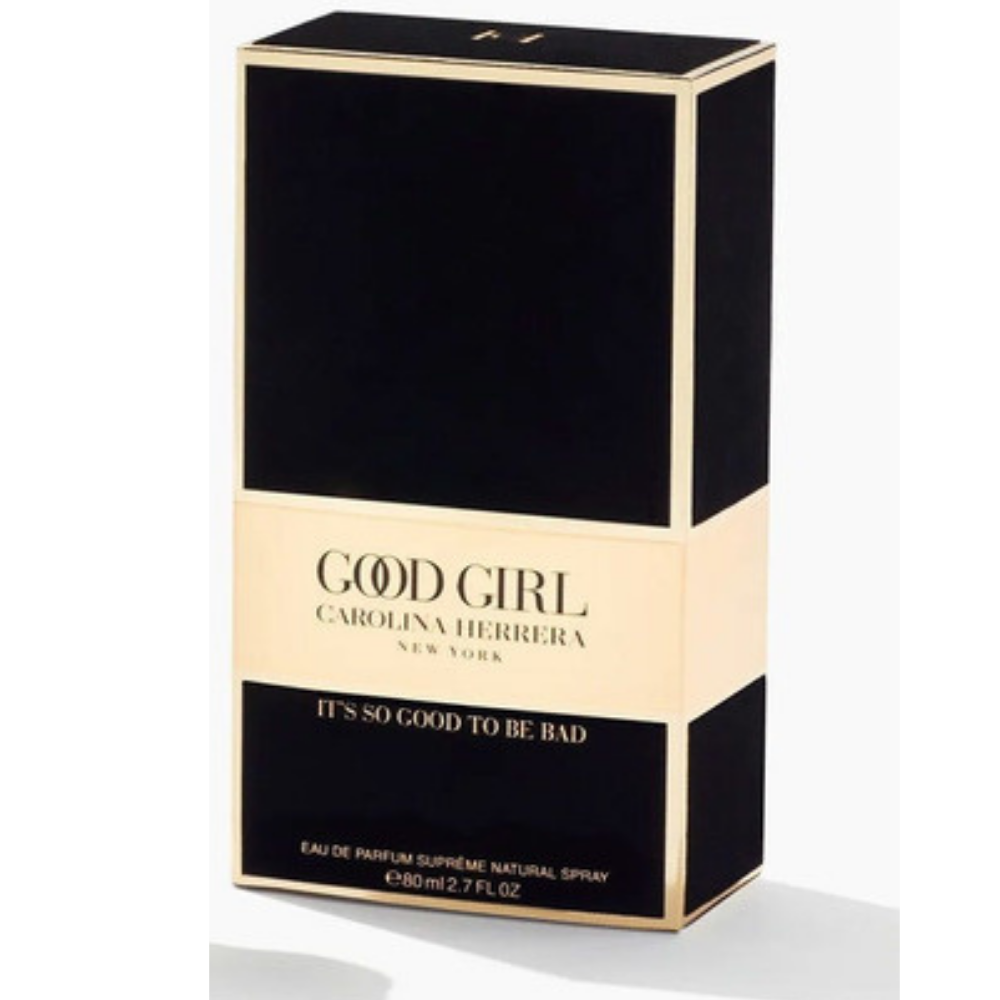 GOOD GIRL
CAROLINA HERRERA
NEW YORK
IT'S SO GOOD TO BE BAD
EAU DE PARFUM SUPRÊME NATURAL SPRAY
℮80 ml 2.7 FL OZ